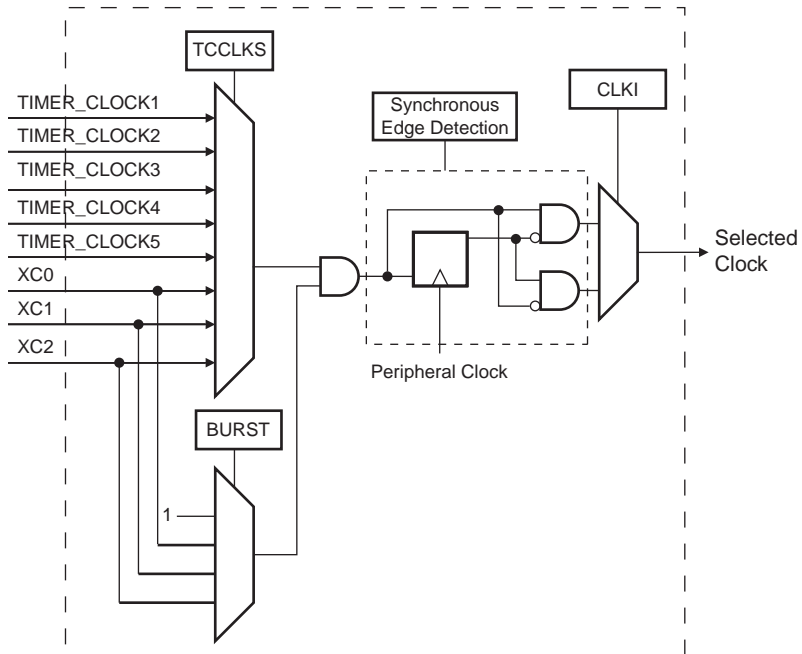 TCCLKS
TIMER_CLOCK1
TIMER_CLOCK2
TIMER_CLOCK3
TIMER_CLOCK4
TIMER_CLOCK5
XC0
XC1
XC2
CLKI
Synchronous
Edge Detection
Selected
Clock
Peripheral Clock
BURST
1